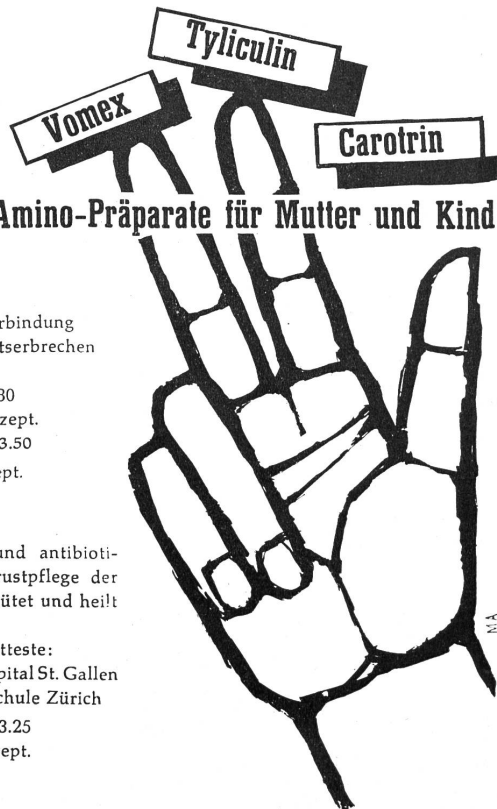 Tyliculin
Vomex
Carotrin
Amino-Präparate für Mutter und Kind
rbindung
tserbrechen
30
zept.
3.50
ept.
und antibioti-
rustpflege der
ütet und heilt
tteste:
pital St. Gallen
chule Zürich
3.25
ept.
MA